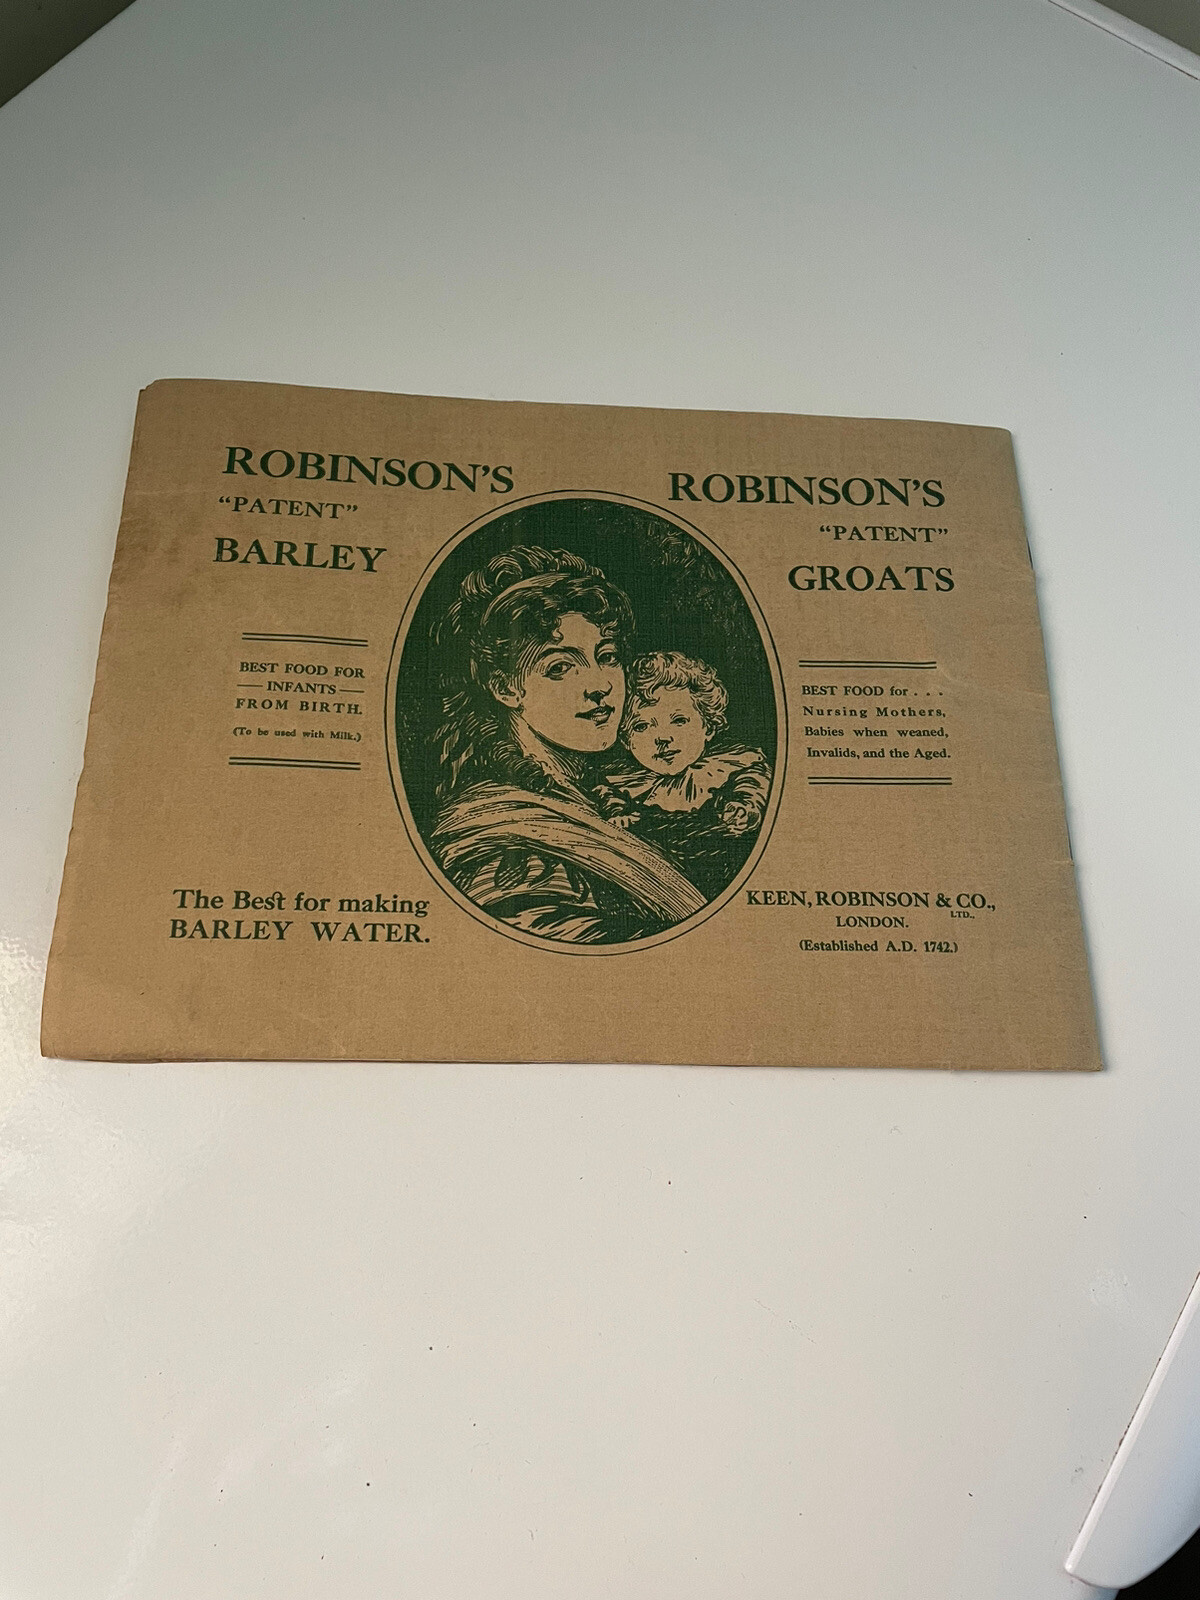 ROBINSON'S
"PATENT"
BARLEY
BEST FOOD FOR
— INFANTS —
FROM BIRTH.
(To be used with Milk.)
The Best for making
BARLEY WATER.
ROBINSON'S
"PATENT"
GROATS
BEST FOOD for . . .
Nursing Mothers,
Babies when weaned,
Invalids, and the Aged.
KEEN, ROBINSON & CO.,
LTD.,
LONDON.
(Established A.D. 1742.)